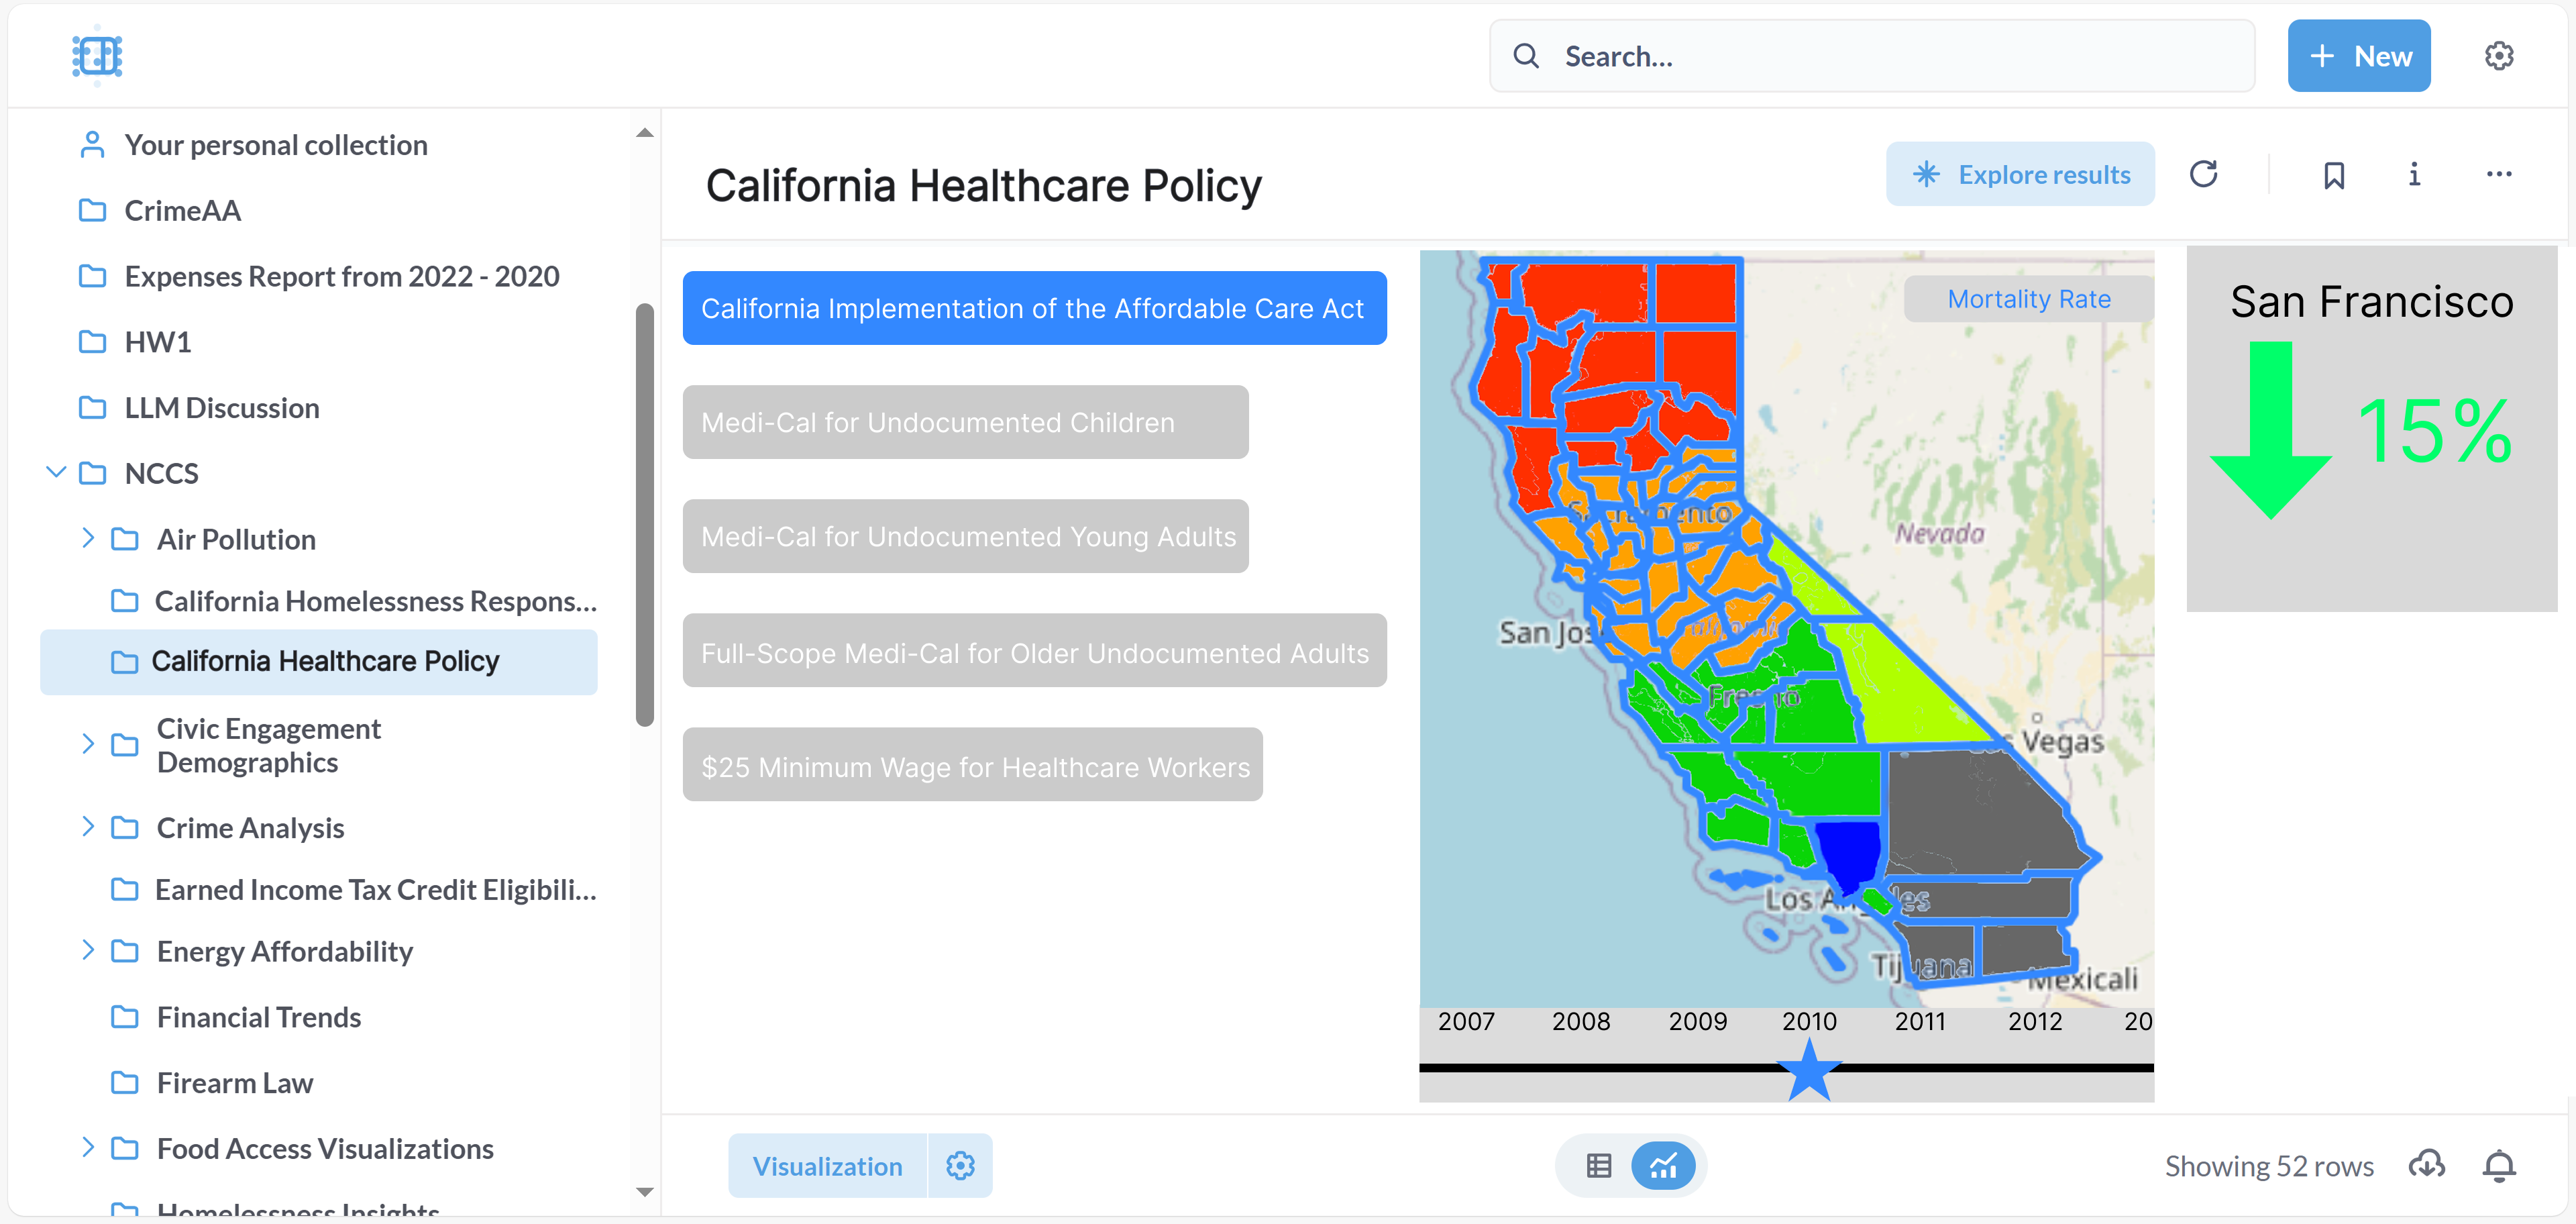 Search...
New
Your personal collection
CrimeAA
Expenses Report from 2022 - 2020
HW1
LLM Discussion
NCCS
Air Pollution
California Homelessness Respons...
California Healthcare Policy
Civic Engagement
Demographics
Crime Analysis
Earned Income Tax Credit Eligibili...
Energy Affordability
Financial Trends
Firearm Law
Food Access Visualizations
Homelessness Insights
California Healthcare Policy
Explore results
California Implementation of the Affordable Care Act
Medi-Cal for Undocumented Children
Medi-Cal for Undocumented Young Adults
Full-Scope Medi-Cal for Older Undocumented Adults
$25 Minimum Wage for Healthcare Workers
Mortality Rate
Sacramento
Nevada
San Jos
Fresno
s Vegas
Los Angeles
Tijuana
Mexicali
2007 2008 2009 2010 2011 2012 20
San Francisco
15%
Visualization
Showing 52 rows